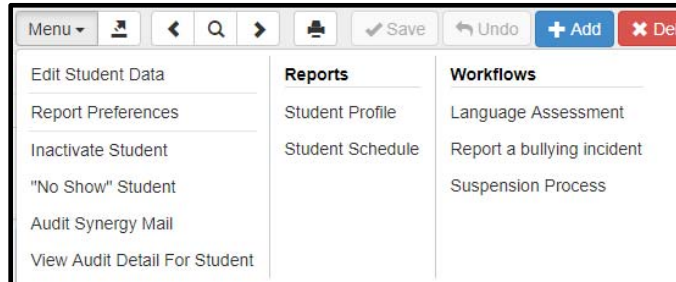 Menu Save Undo Add De
Edit Student Data
Report Preferences
Inactivate Student
"No Show" Student
Audit Synergy Mail
View Audit Detail For Student
Reports
Student Profile
Student Schedule
Workflows
Language Assessment
Report a bullying incident
Suspension Process